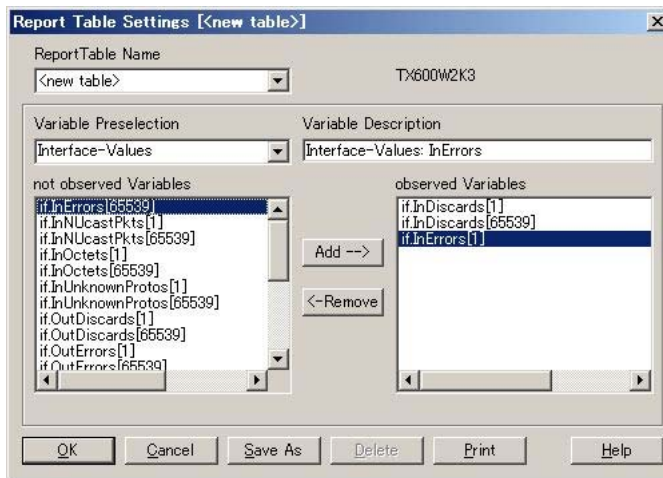 Report Table Settings [<new table>]
ReportTable Name
<new table>
TX600W2K3
Variable Preselection
Variable Description
Interface-Values
Interface-Values: InErrors
not observed Variables
observed Variables
if.InErrors[65539]
if.InNUcastPkts[1]
if.InNUcastPkts[65539]
if.InOctets[1]
if.InOctets[65539]
if.InUnknownProtos[1]
if.InUnknownProtos[65539]
if.OutDiscards[1]
if.OutDiscards[65539]
if.OutErrors[1]
if.OutErrors[65539]
Add -->
<-Remove
if.InDiscards[1]
if.InDiscards[65539]
if.InErrors[1]
OK
Cancel
Save As
Delete
Print
Help